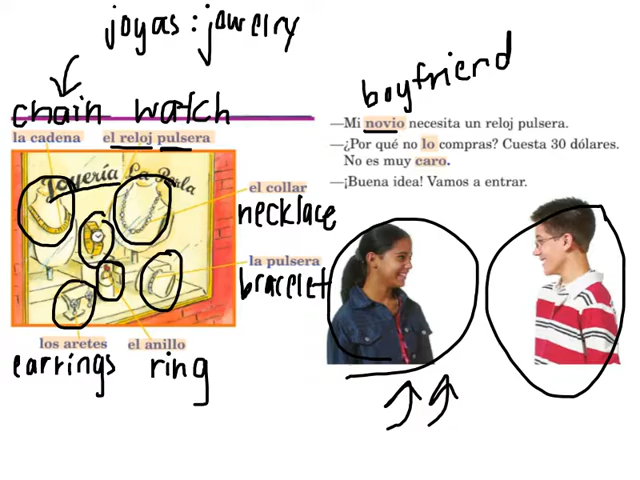 joyas : jowelry
chain watch
la cadena el reloj pulsera
Joyería La Perla
el collar
necklace
la pulsera
bracelet
los aretes el anillo
earrings ring
boyfriend
—Mi novio necesita un reloj pulsera.
—¿Por qué no lo compras? Cuesta 30 dólares.
No es muy caro.
—¡Buena idea! Vamos a entrar.